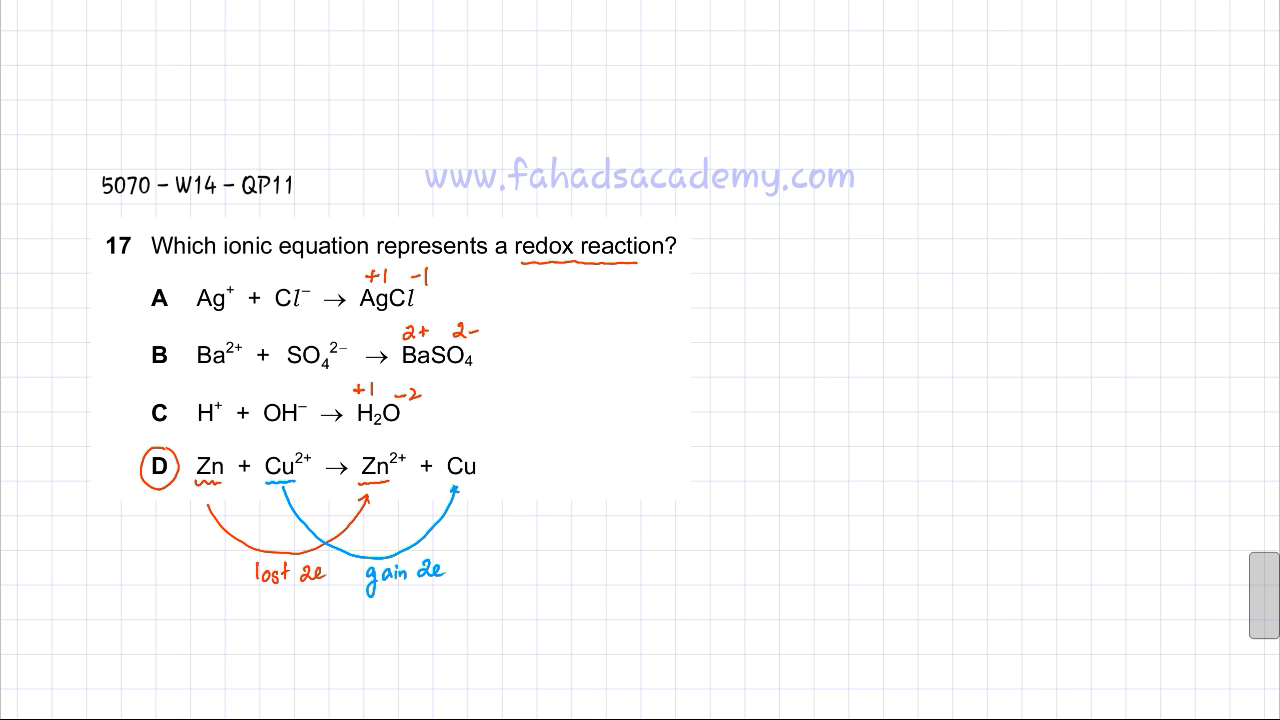 www.fahadsacademy.com
5070 - W14 - QP11
17 Which ionic equation represents a redox reaction?
+1 -1
A Ag⁺ + Cl⁻ → AgCl
2+ 2-
B Ba²⁺ + SO₄²⁻ → BaSO₄
+1 -2
C H⁺ + OH⁻ → H₂O
D Zn + Cu²⁺ → Zn²⁺ + Cu
lost 2e gain 2e